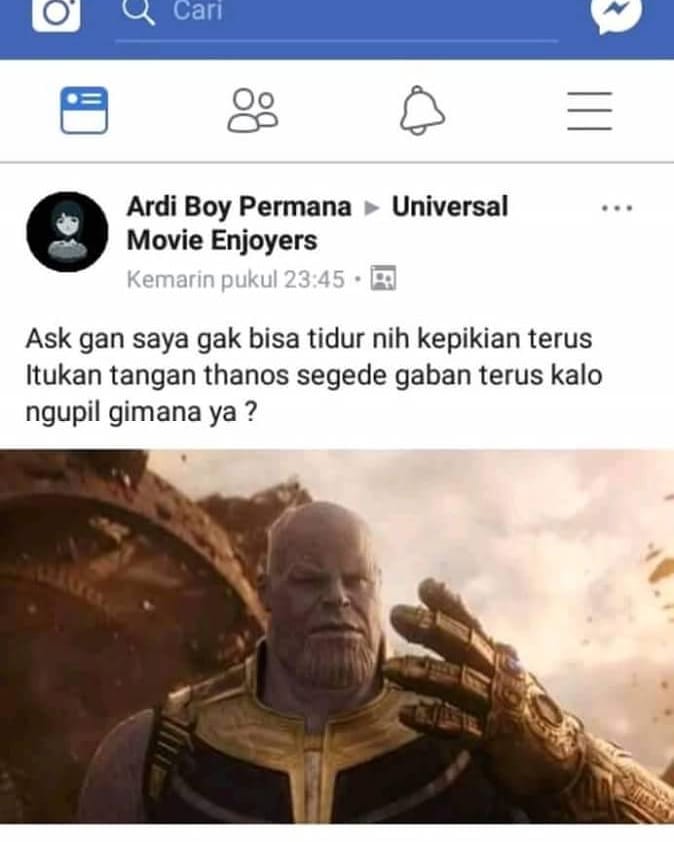 Cari
Ardi Boy Permana ▸ Universal
Movie Enjoyers
Kemarin pukul 23:45 •
Ask gan saya gak bisa tidur nih kepikian terus
Itukan tangan thanos segede gaban terus kalo
ngupil gimana ya ?